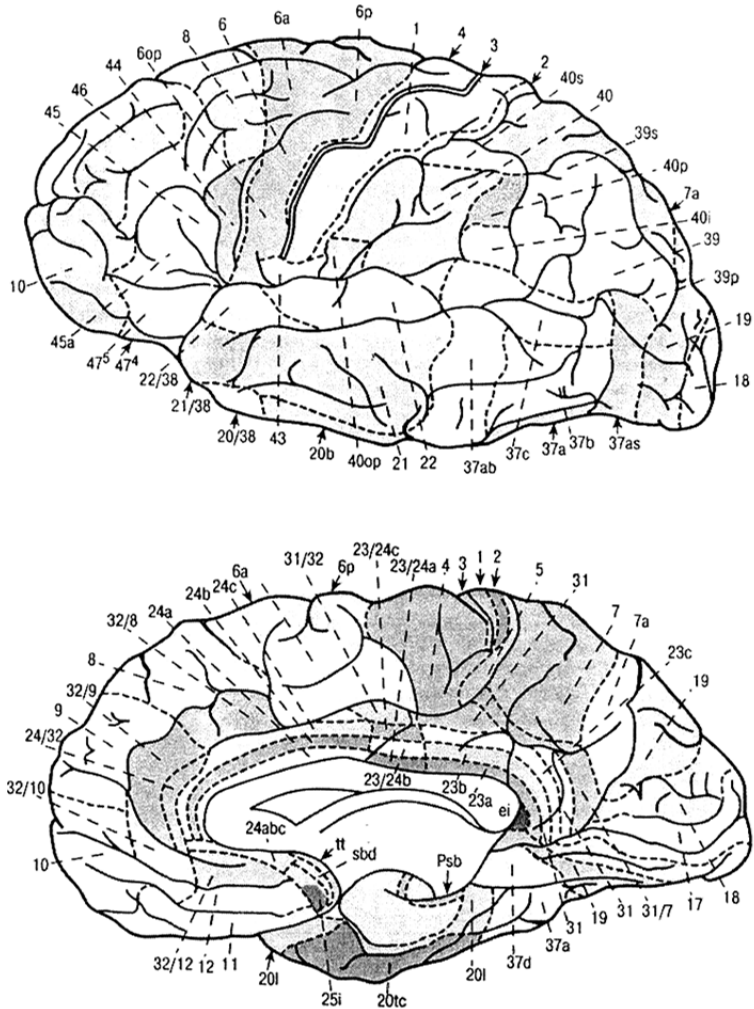 6p
6a
1
6
4
3
8
2
6op
40s
44
40
46
39s
45
40p
7a
40i
39
10
39p
45a
19
47⁵
47⁴
18
22/38
21/38
20/38
43
20b
40op
21
22
37ab
37c
37a
37b
37as
23/24c
31/32
23/24a
6p
4
3
1
2
6a
5
31
24c
24b
24a
7
32/8
7a
23c
8
19
32/9
9
24/32
32/10
23/24b
23b
23a
ei
24abc
tt
sbd
Psb
10
32/12
12
11
20l
25i
20tc
20l
37d
37a
31
19
31
31/7
17
18